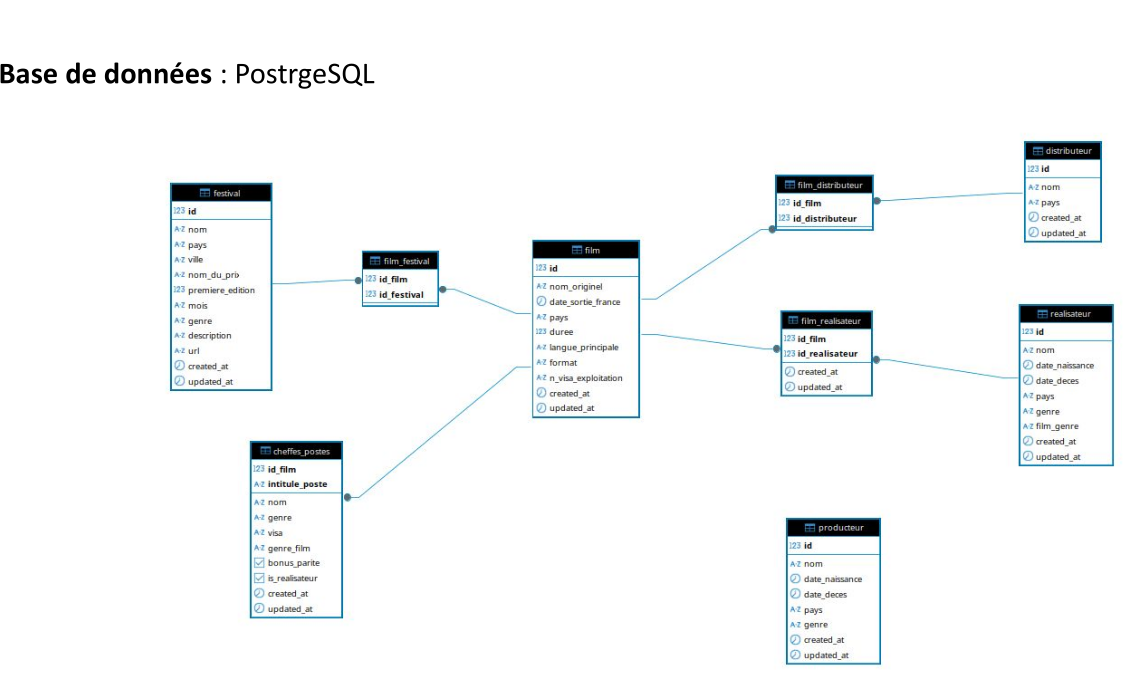 Base de données : PostrgeSQL
festival
123 id
A-Z nom
A-Z pays
A-Z ville
A-Z nom_du_prix
123 premiere_edition
A-Z mois
A-Z genre
A-Z description
A-Z url
created_at
updated_at
film_festival
123 id_film
123 id_festival
film
123 id
A-Z nom_originel
date_sortie_france
A-Z pays
123 duree
A-Z langue_principale
A-Z format
A-Z n_visa_exploitation
created_at
updated_at
film_distributeur
123 id_film
123 id_distributeur
distributeur
123 id
A-Z nom
A-Z pays
created_at
updated_at
film_realisateur
123 id_film
123 id_realisateur
created_at
updated_at
realisateur
123 id
A-Z nom
date_naissance
date_deces
A-Z pays
A-Z genre
A-Z film_genre
created_at
updated_at
cheffes_postes
123 id_film
A-Z intitule_poste
A-Z nom
A-Z genre
A-Z visa
A-Z genre_film
bonus_parite
is_realisateur
created_at
updated_at
producteur
123 id
A-Z nom
date_naissance
date_deces
A-Z pays
A-Z genre
created_at
updated_at